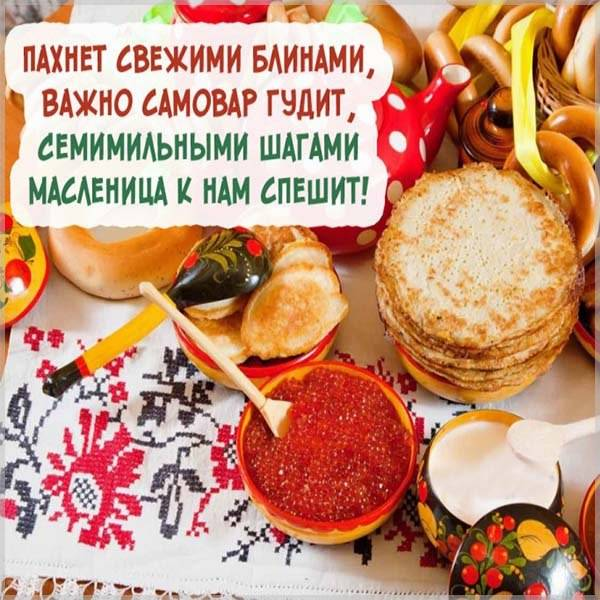 ПАХНЕТ СВЕЖИМИ БЛИНАМИ,
ВАЖНО САМОВАР ГУДИТ,
СЕМИМИЛЬНЫМИ ШАГАМИ
МАСЛЕНИЦА К НАМ СПЕШИТ!